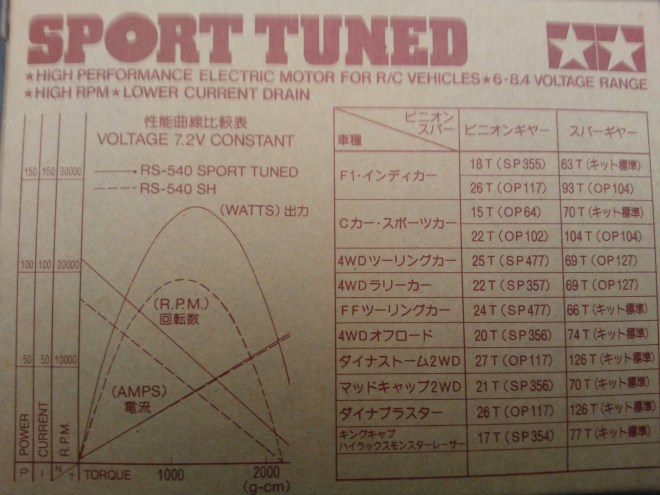 SPORT TUNED
★HIGH PERFORMANCE ELECTRIC MOTOR FOR R/C VEHICLES★6-8.4 VOLTAGE RANGE
★HIGH RPM★LOWER CURRENT DRAIN
性能曲線比較表
VOLTAGE 7.2V CONSTANT
RS-540 SPORT TUNED
RS-540 SH
(WATTS) 出力
(R.P.M.)
回転数
(AMPS)
電流
150 150 30000
100 100 20000
50 50 10000
POWER
CURRENT
R.P.M.
P I N T TORQUE 1000 2000
(g-cm)
車種 ピニオン スパー ピニオンギヤー スパーギヤー
F1・インディカー 18T(SP355) 63T(キット標準)
26T(OP117) 93T(OP104)
Cカー・スポーツカー 15T(OP64) 70T(キット標準)
22T(OP102) 104T(OP104)
4WDツーリングカー 25T(SP477) 69T(OP127)
4WDラリーカー 22T(SP357) 69T(OP127)
FFツーリングカー 24T(SP477) 66T(キット標準)
4WDオフロード 20T(SP356) 74T(キット標準)
ダイナストーム2WD 27T(OP117) 126T(キット標準)
マッドキャップ2WD 21T(SP356) 70T(キット標準)
ダイナブラスター 26T(OP117) 126T(キット標準)
キングキャブ
ハイラックスモンスターレーサー 17T(SP354) 77T(キット標準)